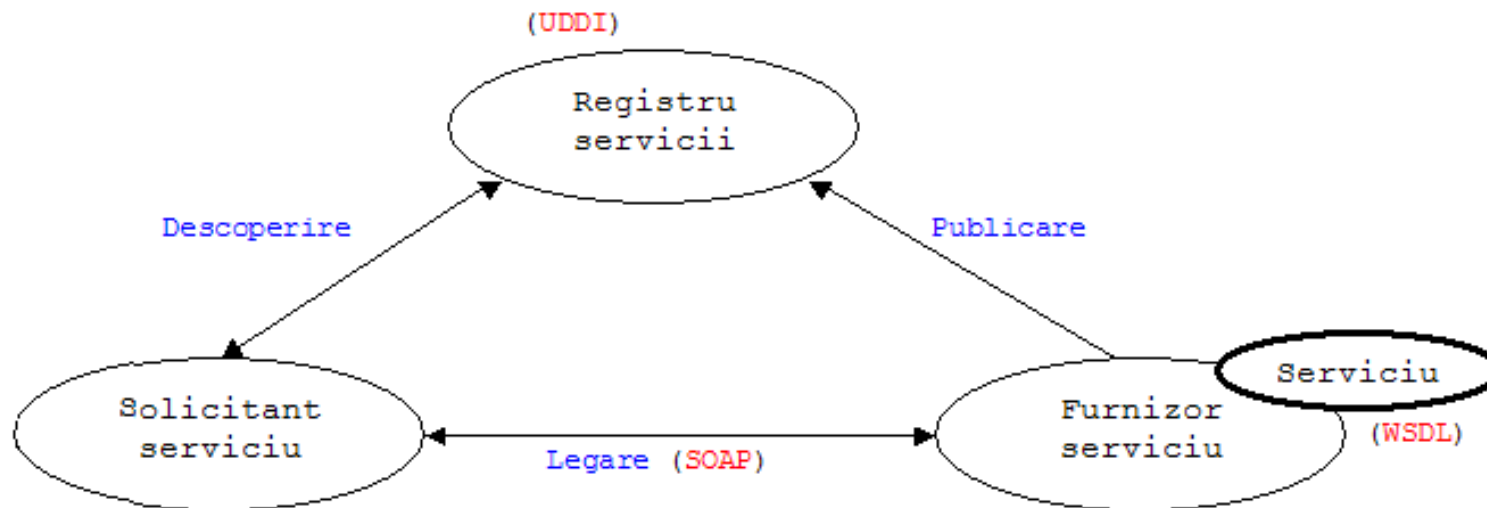 (UDDI)
Registru
servicii
Descoperire
Publicare
Serviciu
Solicitant
serviciu
Furnizor
serviciu
(WSDL)
Legare (SOAP)